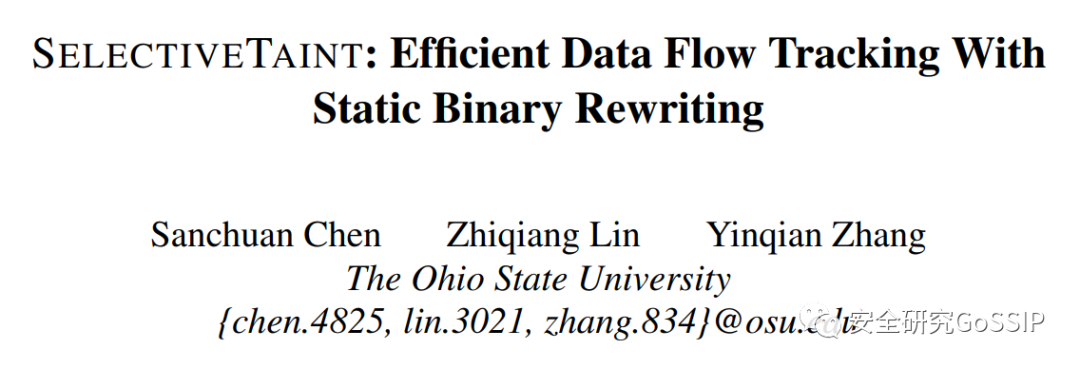 SELECTIVETAINT: Efficient Data Flow Tracking With
Static Binary Rewriting
Sanchuan Chen Zhiqiang Lin Yinqian Zhang
The Ohio State University
{chen.4825, lin.3021, zhang.834}@osu.edu
安全研究GoSSIP